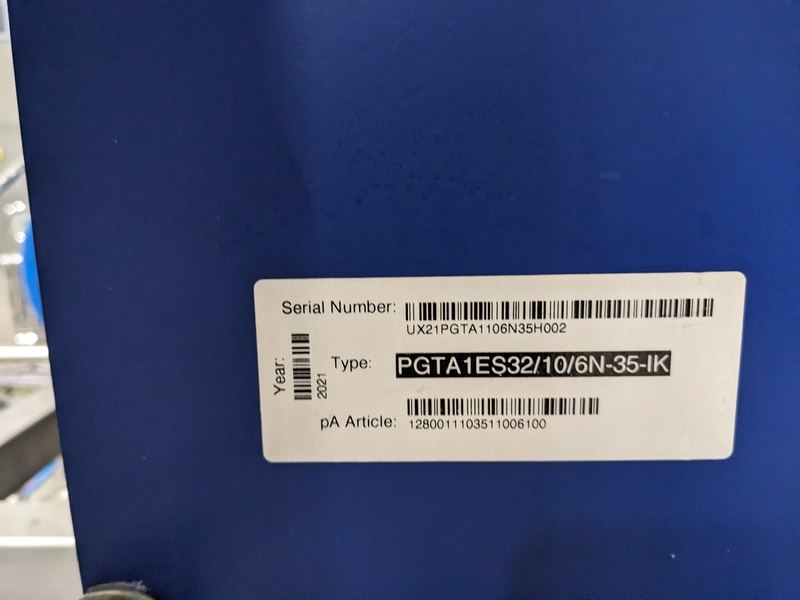 Serial Number:
UX21PGTA1106N35H002
Year:
2021
Type: PGTA1ES32/10/6N-35-IK
pA Article:
1280011103511006100